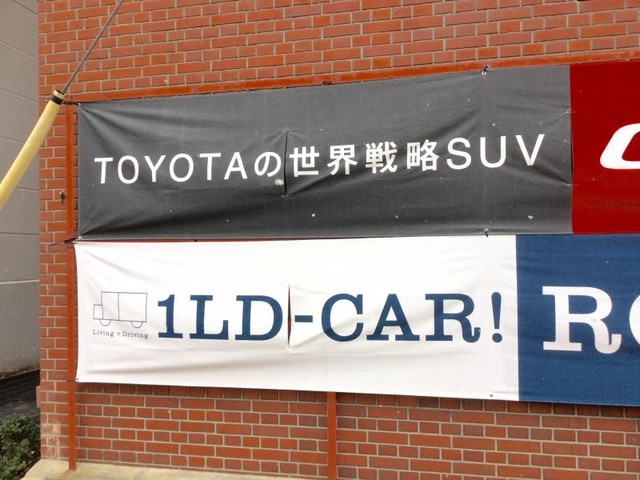 TOYOTAの世界戦略SUV
1LD-CAR!
Living × Driving